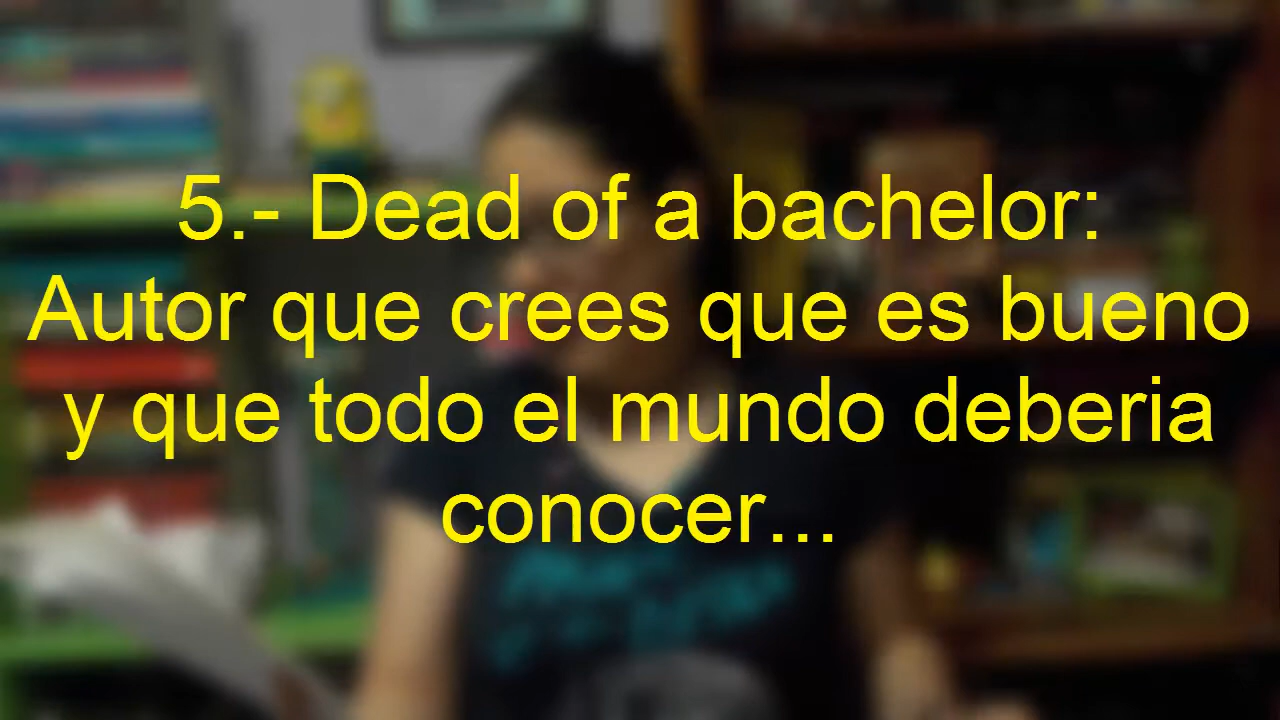 5.- Dead of a bachelor:
Autor que crees que es bueno
y que todo el mundo deberia
conocer...